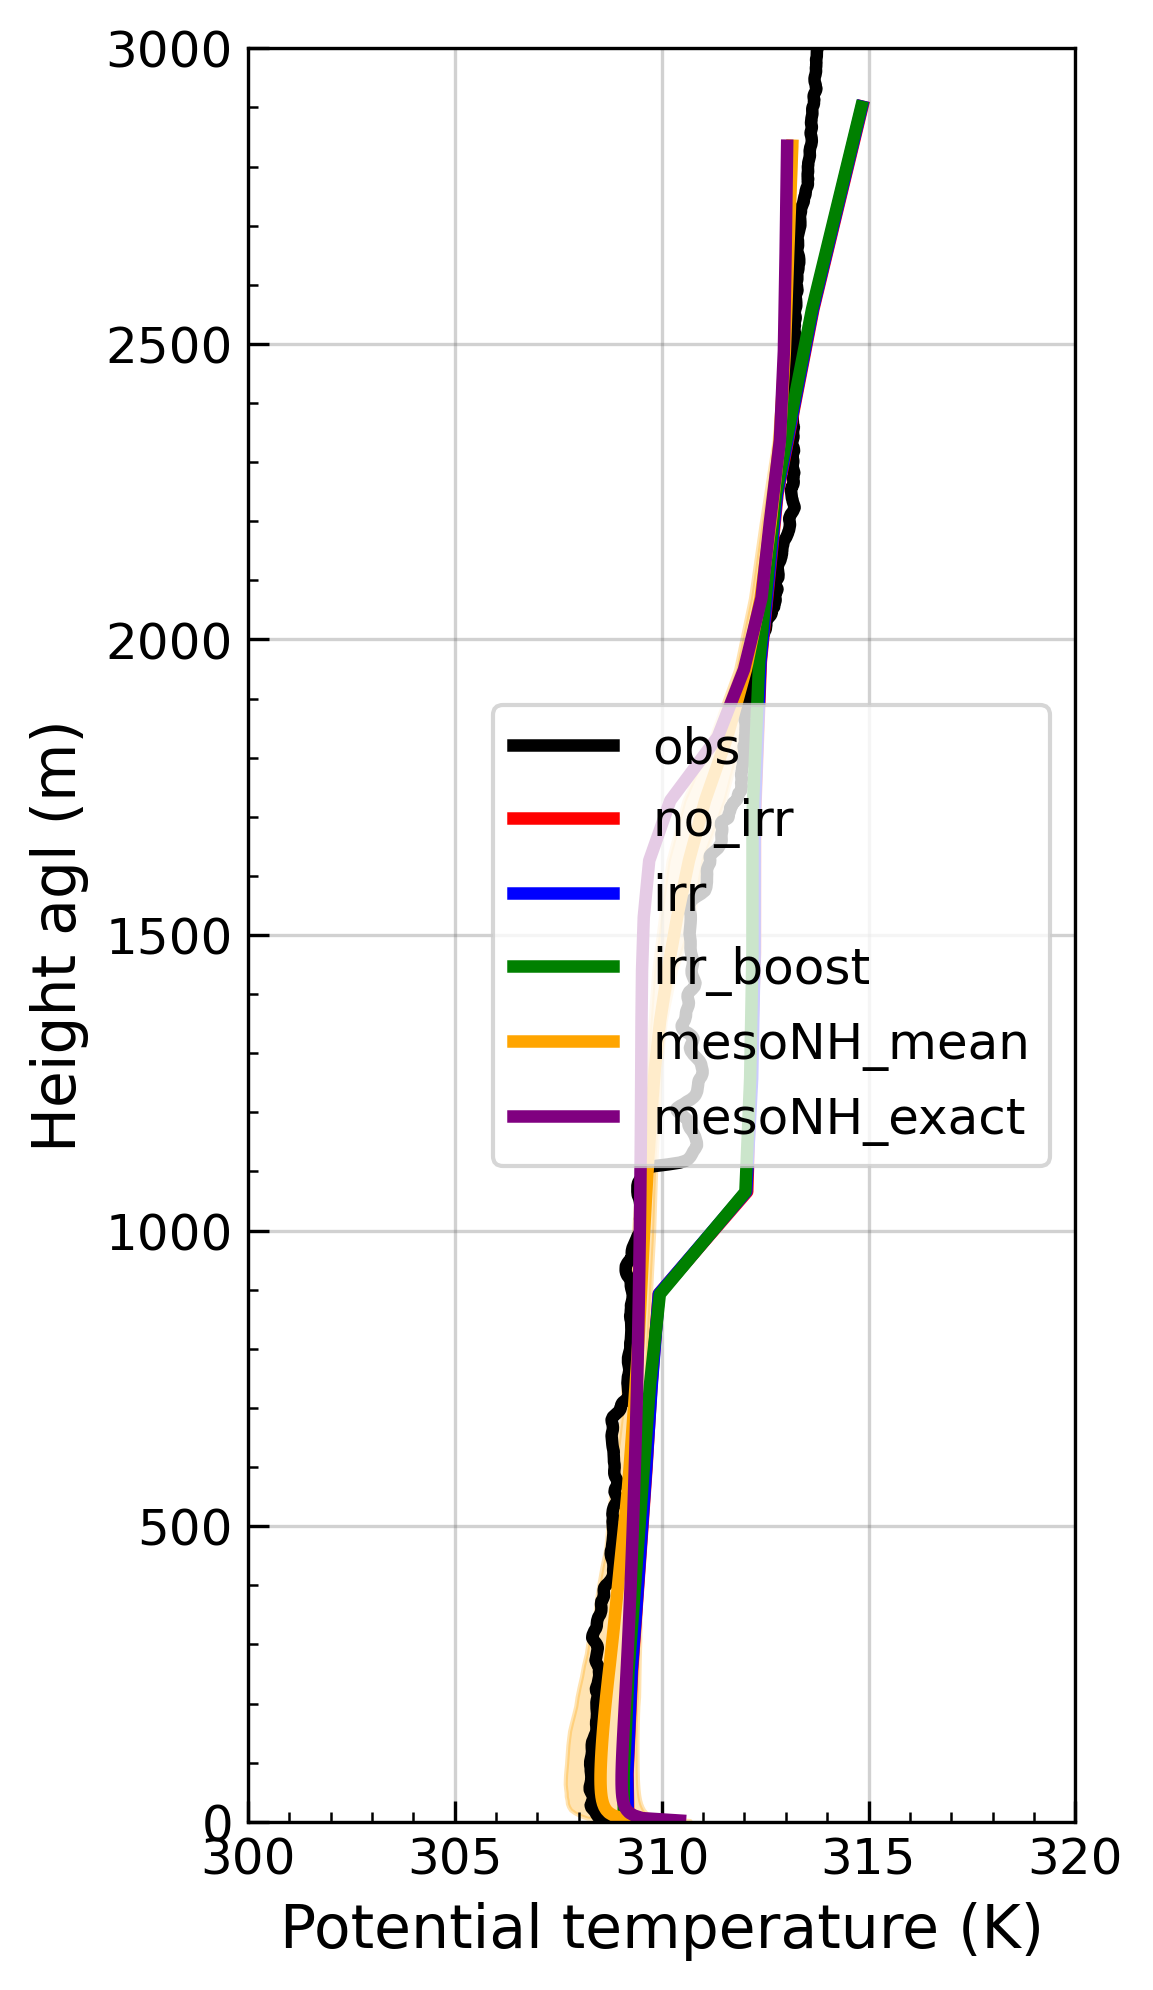 3000
2500
2000
1500
1000
500
0
Height agl (m)
obs
no_irr
irr
irr_boost
mesoNH_mean
mesoNH_exact
300 305 310 315 320
Potential temperature (K)